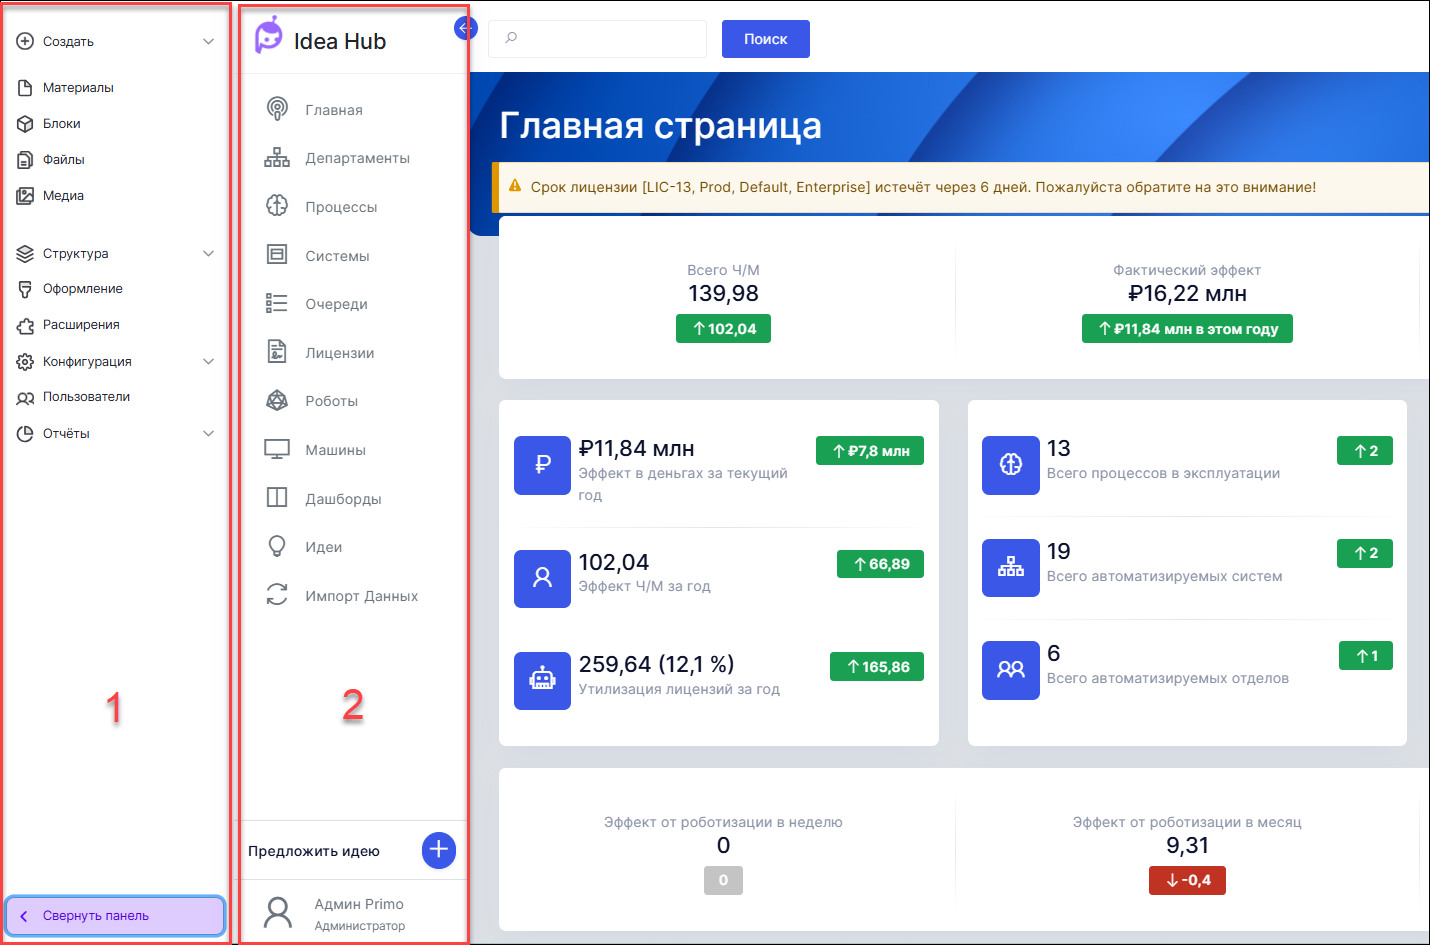 Создать
Материалы
Блоки
Файлы
Медиа
Структура
Оформление
Расширения
Конфигурация
Пользователи
Отчёты
1
Свернуть панель
Idea Hub
Главная
Департаменты
Процессы
Системы
Очереди
Лицензии
Роботы
Машины
Дашборды
Идеи
Импорт Данных
2
Предложить идею
Админ Primo
Администратор
Поиск
Главная страница
Срок лицензии [LIC-13, Prod, Default, Enterprise] истечёт через 6 дней. Пожалуйста обратите на это внимание!
Всего Ч/М
139,98
↑ 102,04
Фактический эффект
₽16,22 млн
↑ ₽11,84 млн в этом году
₽11,84 млн
↑ ₽7,8 млн
Эффект в деньгах за текущий
год
102,04
↑ 66,89
Эффект Ч/М за год
259,64 (12,1 %)
↑ 165,86
Утилизация лицензий за год
13
↑ 2
Всего процессов в эксплуатации
19
↑ 2
Всего автоматизируемых систем
6
↑ 1
Всего автоматизируемых отделов
Эффект от роботизации в неделю
0
0
Эффект от роботизации в месяц
9,31
↓ -0,4